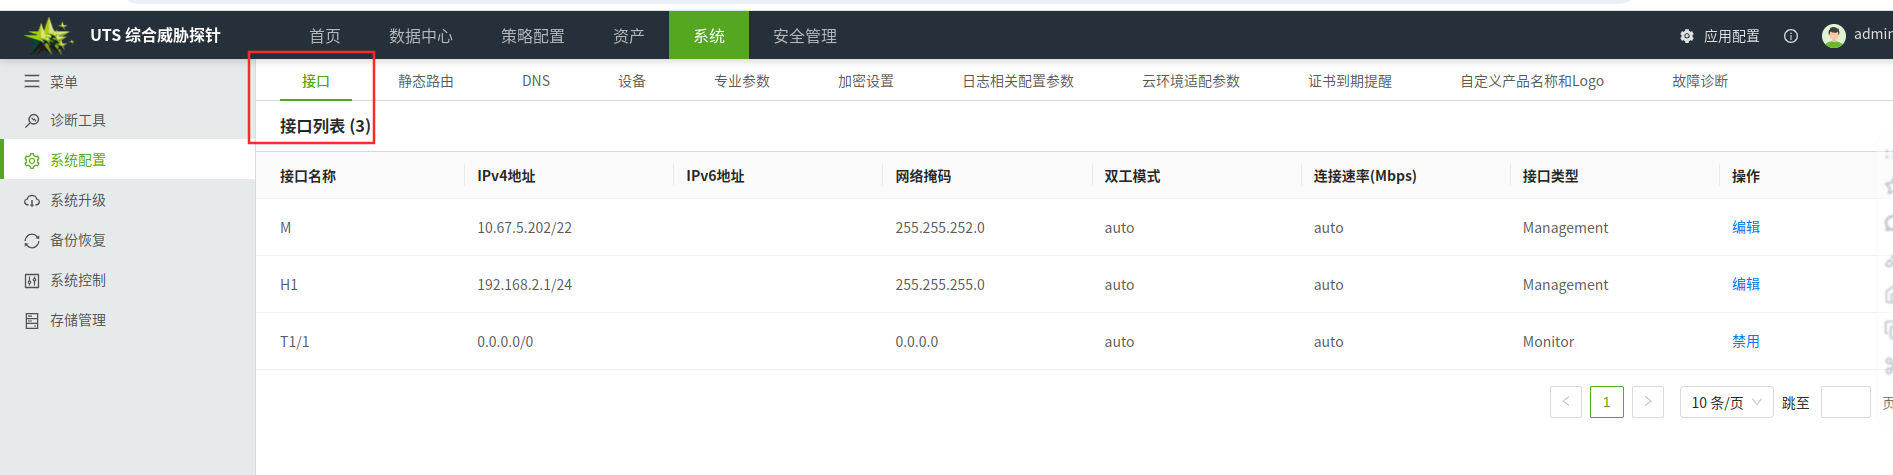 UTS 综合威胁探针 首页 数据中心 策略配置 资产 系统 安全管理 应用配置 admin
菜单 接口 静态路由 DNS 设备 专业参数 加密设置 日志相关配置参数 云环境适配参数 证书到期提醒 自定义产品名称和Logo 故障诊断
诊断工具
系统配置
系统升级
备份恢复
系统控制
存储管理
接口列表 (3)
接口名称 IPv4地址 IPv6地址 网络掩码 双工模式 连接速率(Mbps) 接口类型 操作
M 10.67.5.202/22 255.255.252.0 auto auto Management 编辑
H1 192.168.2.1/24 255.255.255.0 auto auto Management 编辑
T1/1 0.0.0.0/0 0.0.0.0 auto auto Monitor 禁用
1 10 条/页 跳至 页